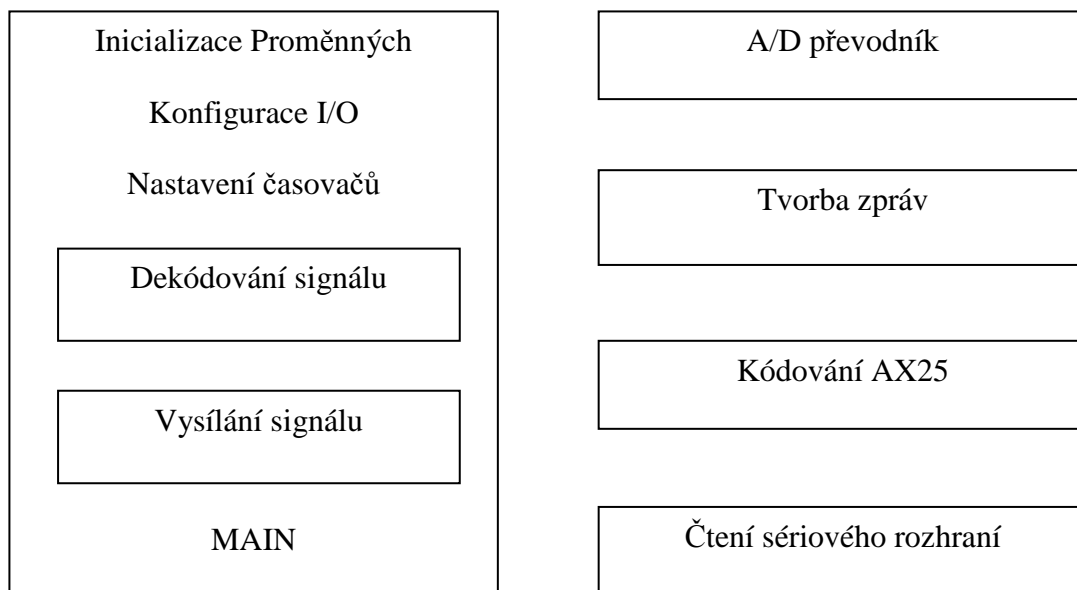 Inicializace Proměnných
Konfigurace I/O
Nastavení časovačů
Dekódování signálu
Vysílání signálu
MAIN
A/D převodník
Tvorba zpráv
Kódování AX25
Čtení sériového rozhraní